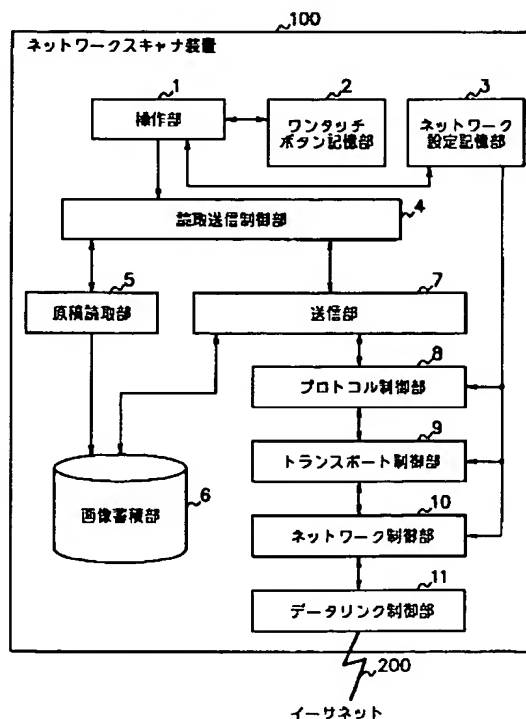 100
ネットワークスキャナ装置
1
操作部
2
ワンタッチ
ボタン記憶部
3
ネットワーク
設定記憶部
読取送信制御部
4
5
原稿読取部
7
送信部
8
プロトコル制御部
9
トランスポート制御部
画像蓄積部
6
10
ネットワーク制御部
11
データリンク制御部
200
イーサネット